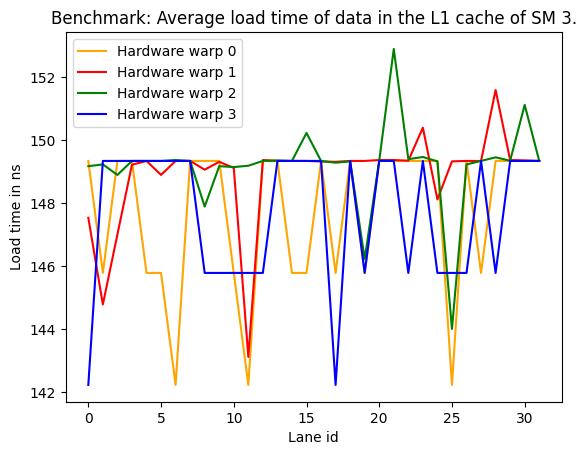 Benchmark: Average load time of data in the L1 cache of SM 3.
Hardware warp 0
Hardware warp 1
Hardware warp 2
Hardware warp 3
Load time in ns
152
150
148
146
144
142
0 5 10 15 20 25 30
Lane id